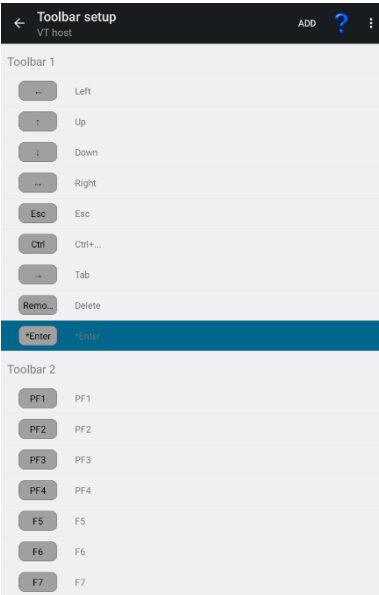 ← Toolbar setup
VT host
ADD ?
Toolbar 1
← Left
↑ Up
↓ Down
→ Right
Esc Esc
Ctrl Ctrl+...
→ Tab
Remo... Delete
*Enter *Enter
Toolbar 2
PF1 PF1
PF2 PF2
PF3 PF3
PF4 PF4
F5 F5
F6 F6
F7 F7